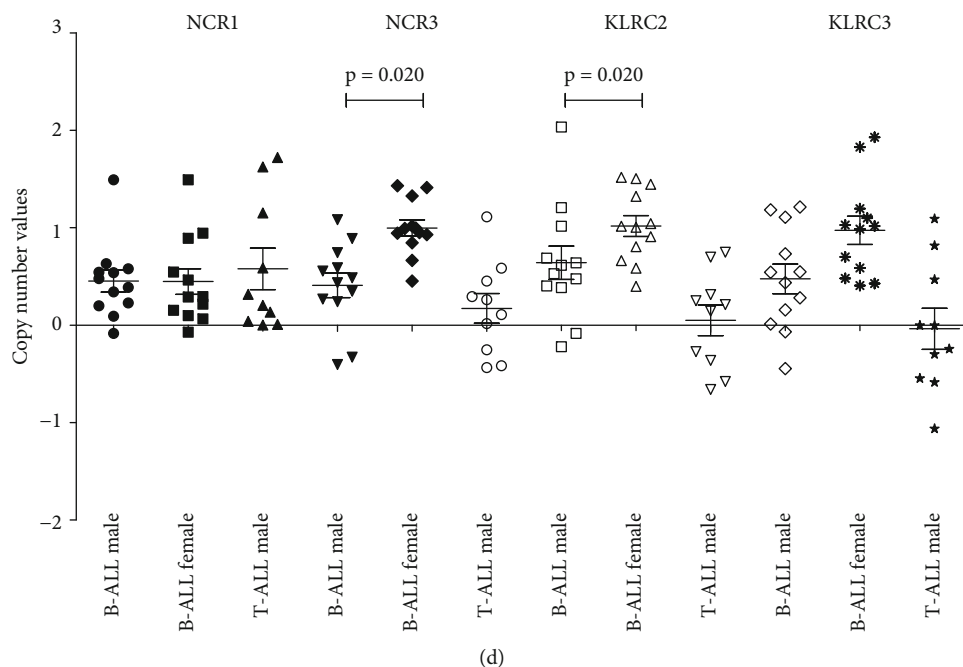 NCR1 NCR3 KLRC2 KLRC3
p = 0.020 p = 0.020
Copy number values
3
2
1
0
−1
−2
B-ALL male
B-ALL female
T-ALL male
B-ALL male
B-ALL female
T-ALL male
B-ALL male
B-ALL female
T-ALL male
B-ALL male
B-ALL female
T-ALL male
(d)